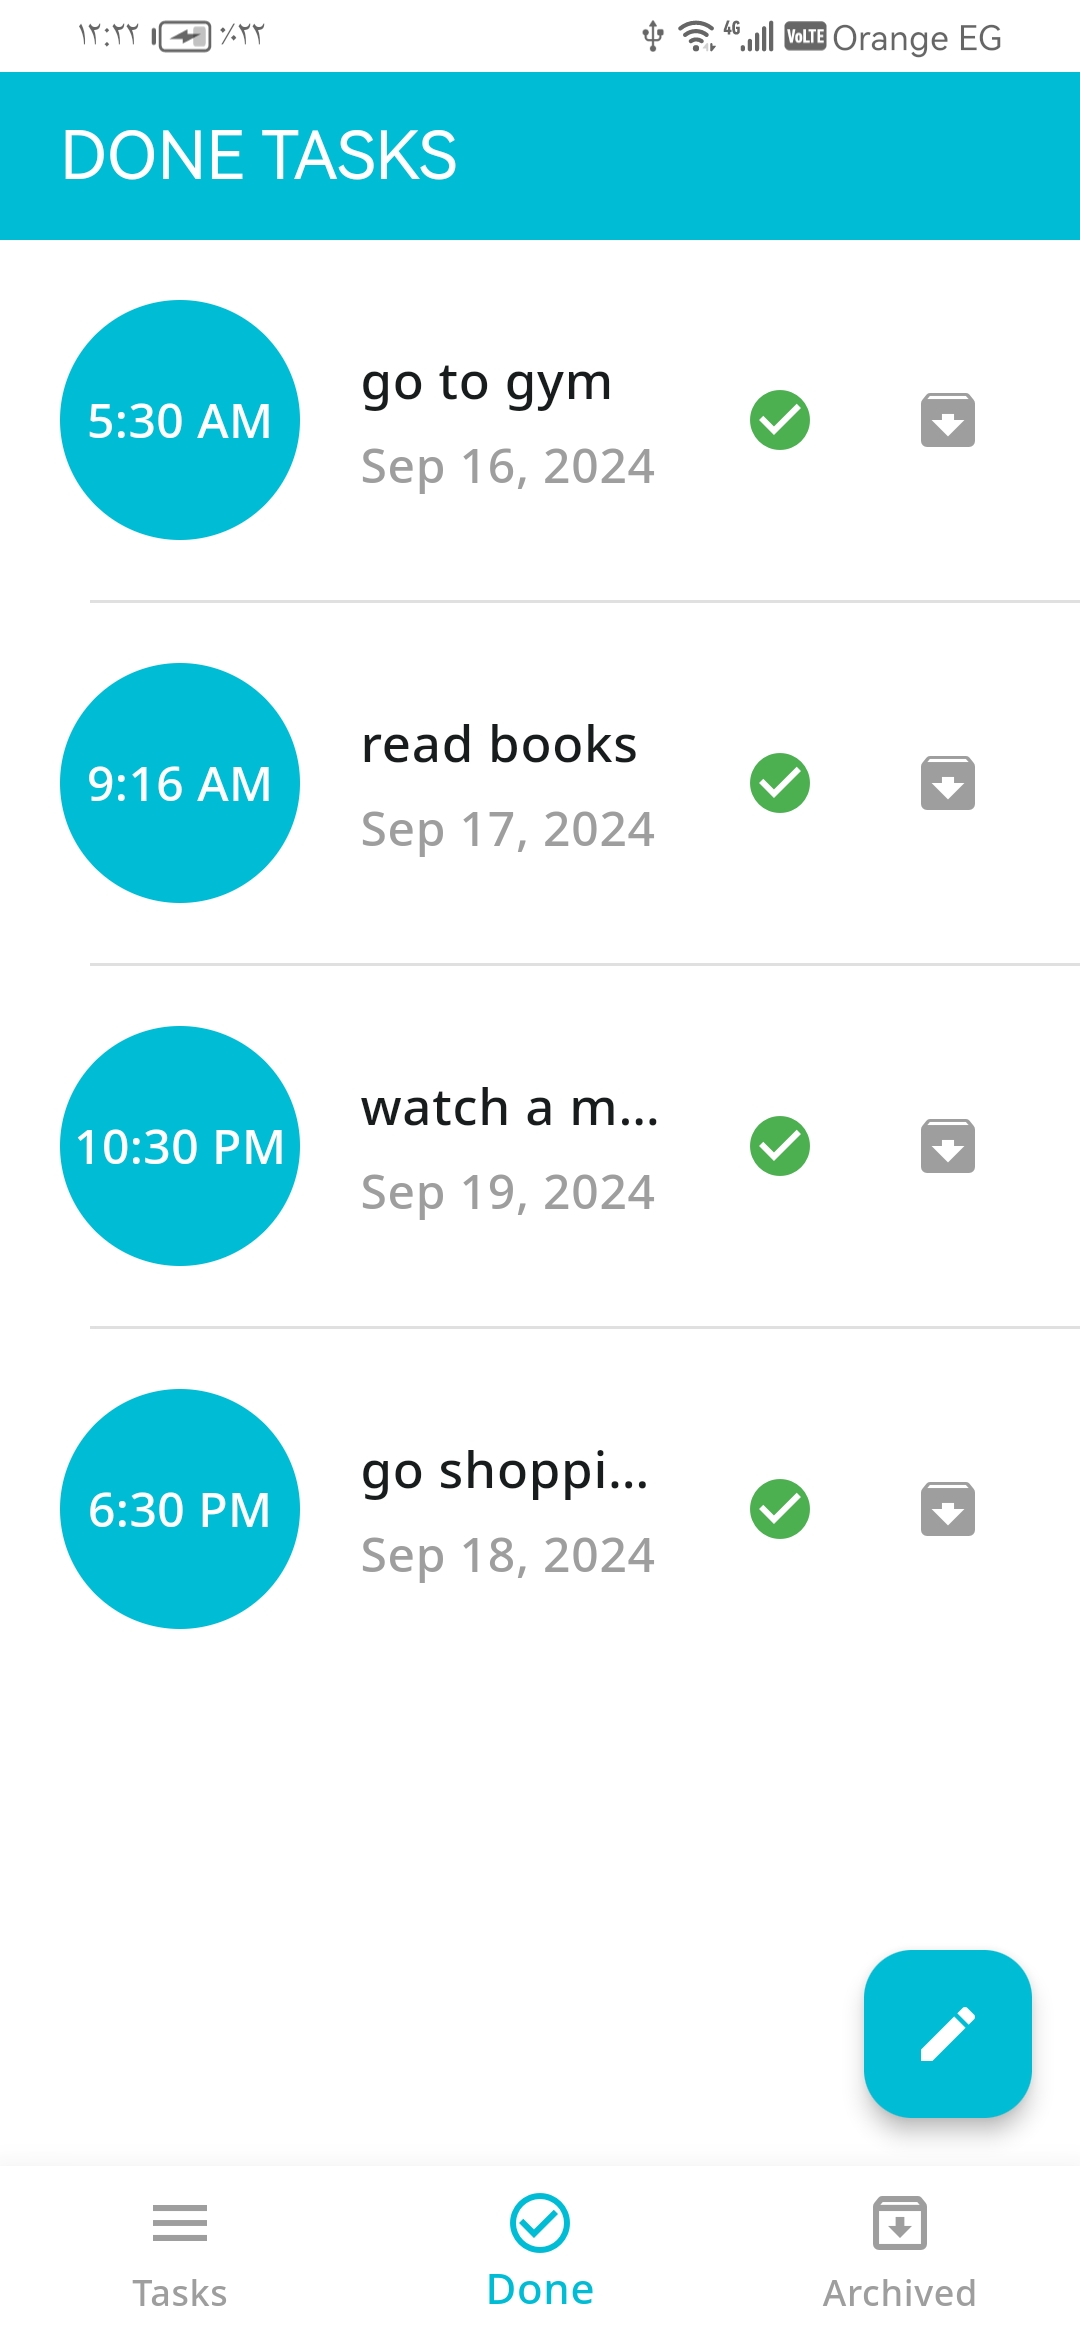 ١٢:٢٢ ٪٢٢ 4G VoLTE Orange EG
DONE TASKS
5:30 AM
go to gym
Sep 16, 2024
9:16 AM
read books
Sep 17, 2024
10:30 PM
watch a m...
Sep 19, 2024
6:30 PM
go shoppi...
Sep 18, 2024
Tasks
Done
Archived